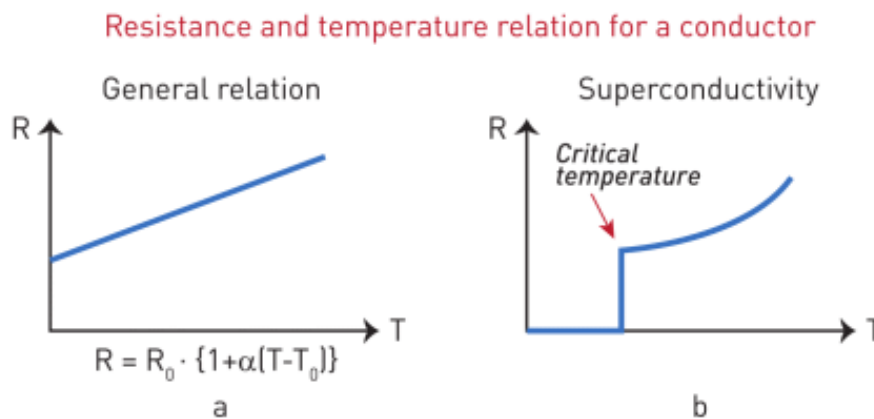 Resistance and temperature relation for a conductor
General relation
Superconductivity
R
R
Critical
temperature
T
T
R = R₀ · {1+α(T-T₀)}
a
b